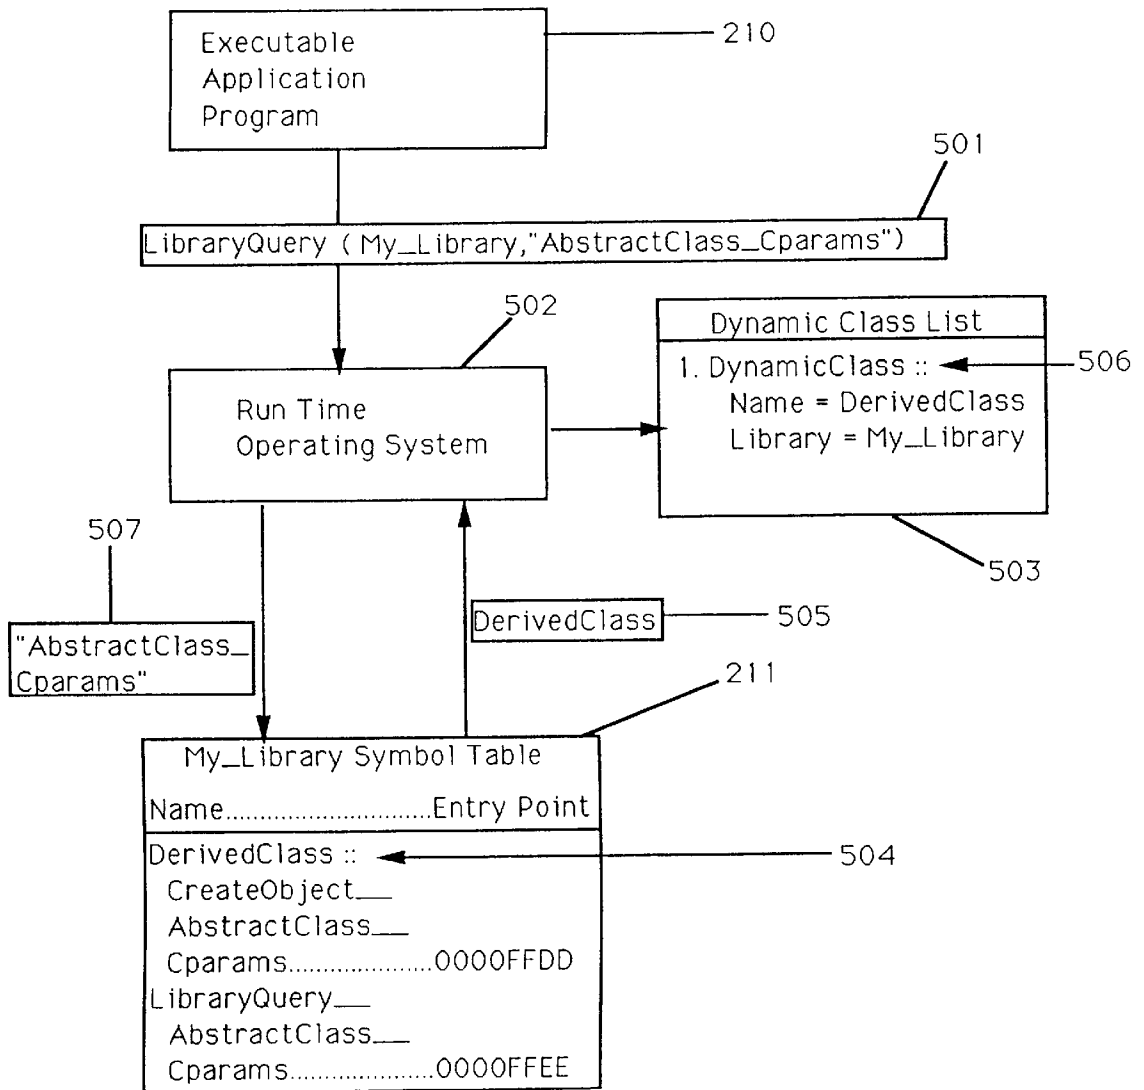 Executable
Application
Program
210
501
LibraryQuery ( My_Library,"AbstractClass_Cparams")
502
Run Time
Operating System
Dynamic Class List
1. DynamicClass ::
Name = DerivedClass
Library = My_Library
506
503
507
"AbstractClass_
Cparams"
DerivedClass
505
211
My_Library Symbol Table
Name..............................Entry Point
DerivedClass ::
504
CreateObject__
AbstractClass__
Cparams.....................0000FFDD
LibraryQuery__
AbstractClass__
Cparams.....................0000FFEE